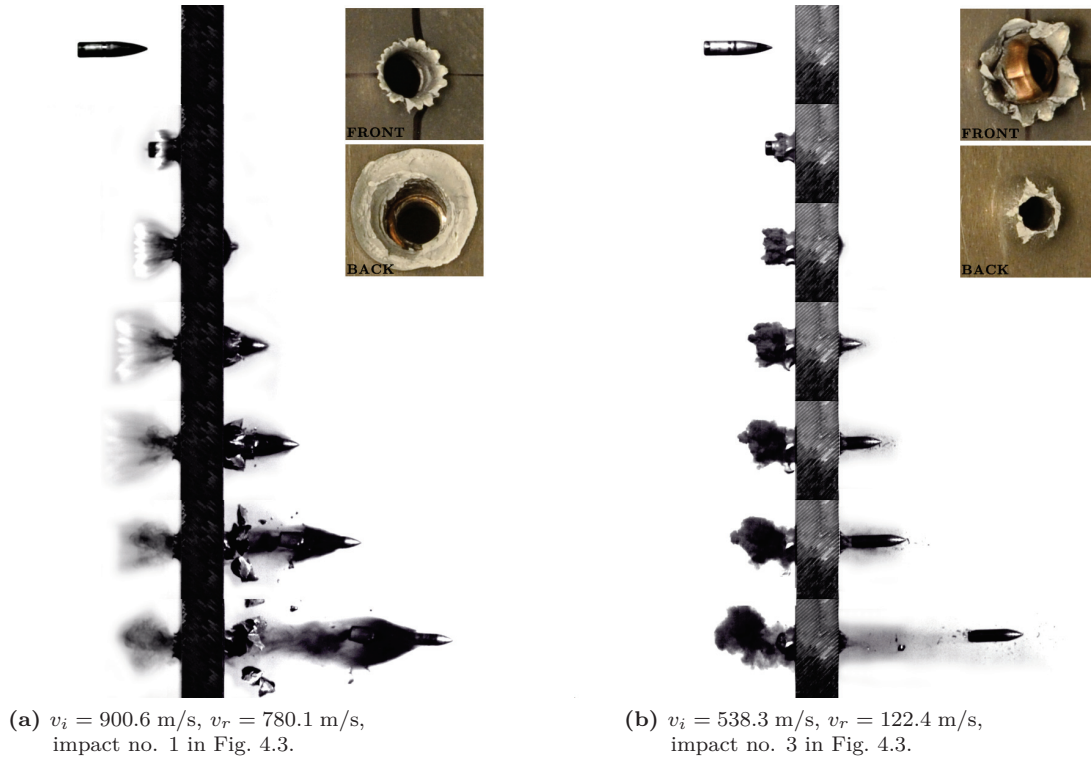 FRONT
BACK
FRONT
BACK
(a) v_i = 900.6 m/s, v_r = 780.1 m/s,
impact no. 1 in Fig. 4.3.
(b) v_i = 538.3 m/s, v_r = 122.4 m/s,
impact no. 3 in Fig. 4.3.